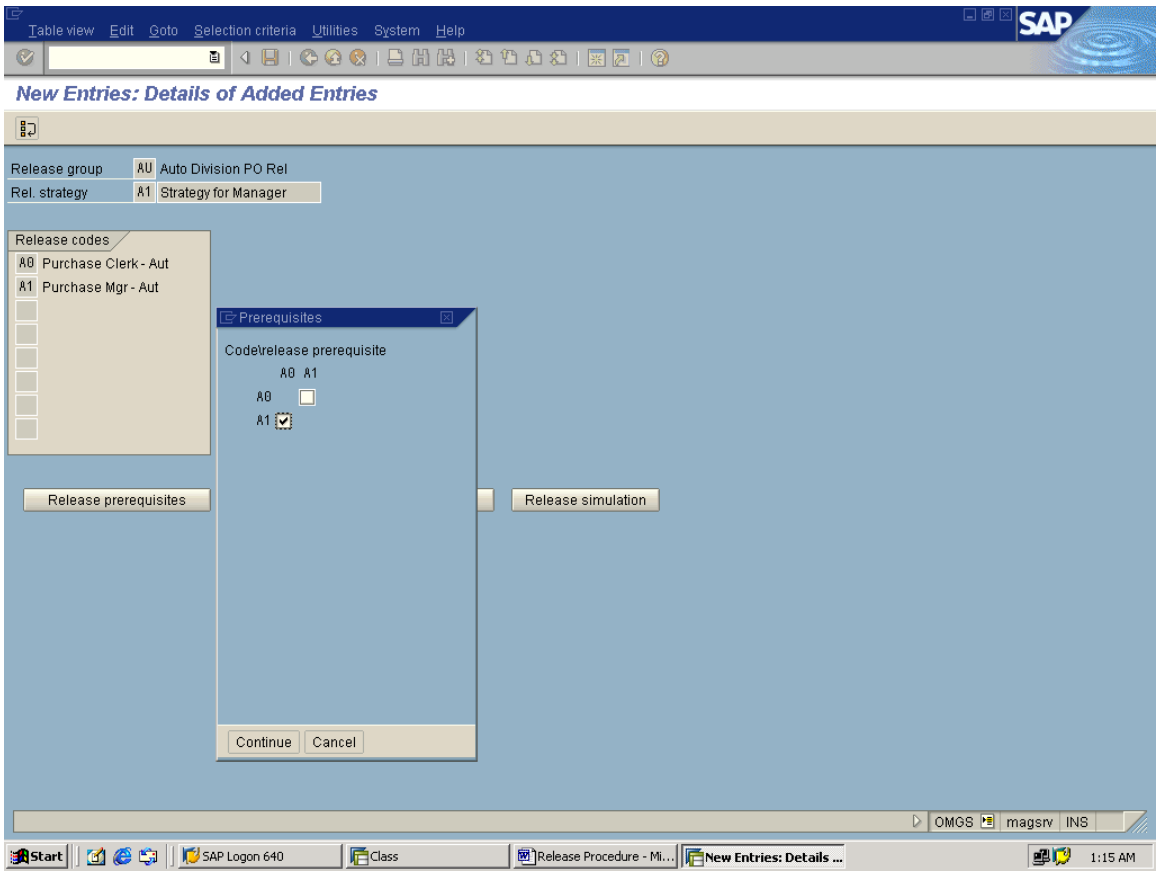 Table view Edit Goto Selection criteria Utilities System Help
SAP
New Entries: Details of Added Entries
Release group AU Auto Division PO Rel
Rel. strategy A1 Strategy for Manager
Release codes
A0 Purchase Clerk - Aut
A1 Purchase Mgr - Aut
Prerequisites
Code\release prerequisite
A0 A1
A0
A1
Release prerequisites Release simulation
Continue Cancel
OMGS magsrv INS
Start SAP Logon 640 Class Release Procedure - Mi... New Entries: Details ... 1:15 AM